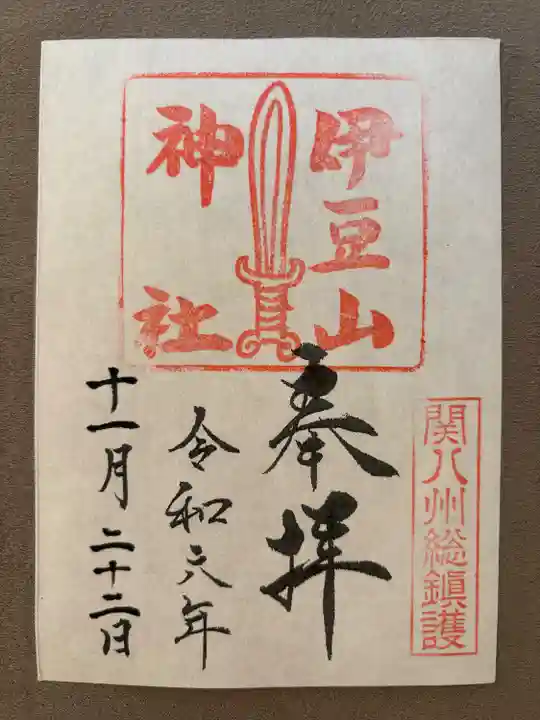 伊豆山
神社
関八州総鎮護
奉拝
令和六年
十一月二十二日